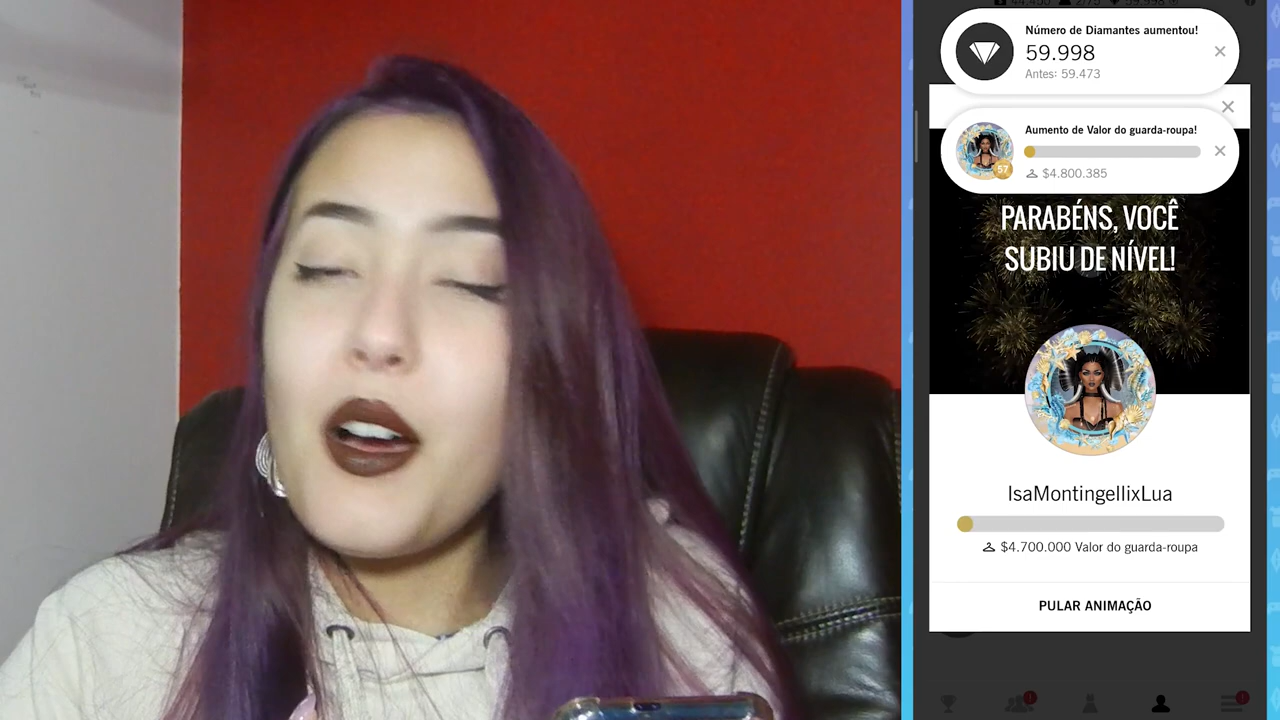 Número de Diamantes aumentou!
59.998
Antes: 59.473
Aumento de Valor do guarda-roupa!
57
$4.800.385
PARABÉNS, VOCÊ
SUBIU DE NÍVEL!
IsaMontingellixLua
$4.700.000 Valor do guarda-roupa
PULAR ANIMAÇÃO